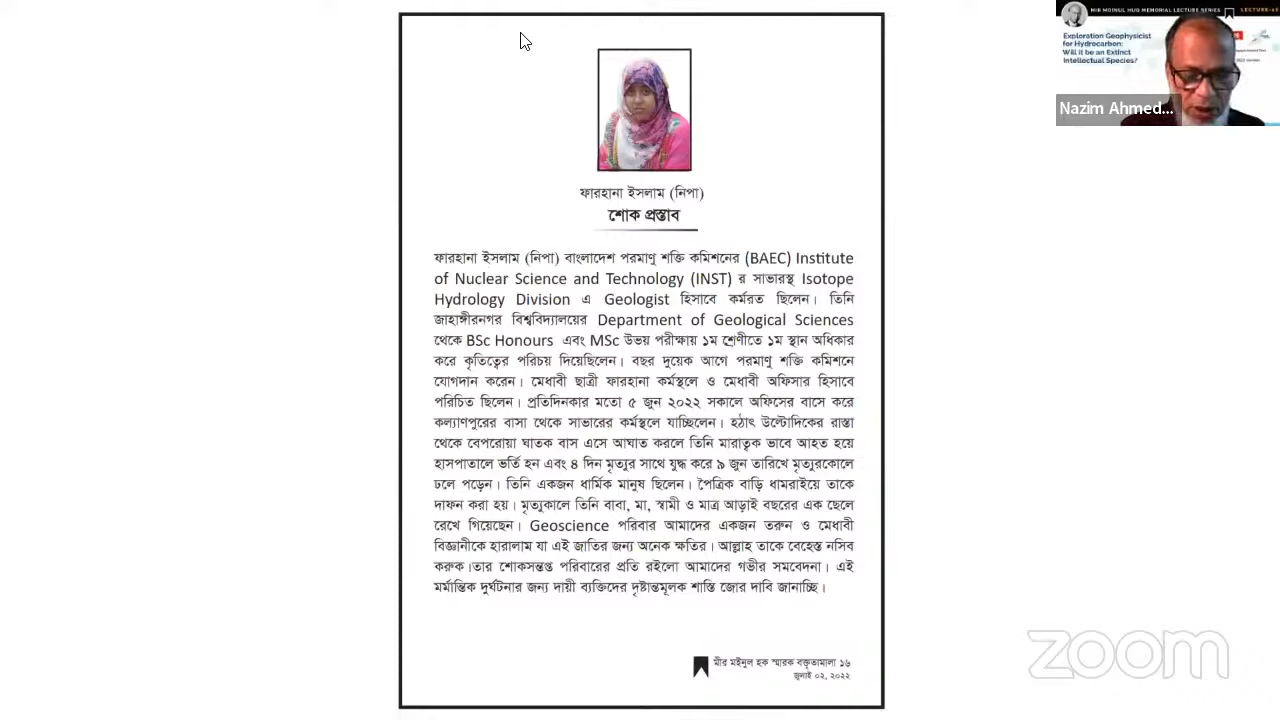 ফারহানা ইসলাম (নিপা)
শোক প্রস্তাব
ফারহানা ইসলাম (নিপা) বাংলাদেশ পরমাণু শক্তি কমিশনের (BAEC) Institute
of Nuclear Science and Technology (INST) র সাভারস্থ Isotope
Hydrology Division এ Geologist হিসাবে কর্মরত ছিলেন। তিনি
জাহাঙ্গীরনগর বিশ্ববিদ্যালয়ের Department of Geological Sciences
থেকে BSc Honours এবং MSc উভয় পরীক্ষায় ১ম শ্রেণীতে ১ম স্থান অধিকার
করে কৃতিত্বের পরিচয় দিয়েছিলেন। বছর দুয়েক আগে পরমাণু শক্তি কমিশনে
যোগদান করেন। মেধাবী ছাত্রী ফারহানা কর্মস্থলে ও মেধাবী অফিসার হিসাবে
পরিচিত ছিলেন। প্রতিদিনকার মতো ৫ জুন ২০২২ সকালে অফিসের বাসে করে
কল্যাণপুরের বাসা থেকে সাভারের কর্মস্থলে যাচ্ছিলেন। হঠাৎ উল্টোদিকের রাস্তা
থেকে বেপরোয়া ঘাতক বাস এসে আঘাত করলে তিনি মারাত্বক ভাবে আহত হয়ে
হাসপাতালে ভর্তি হন এবং ৪ দিন মৃত্যুর সাথে যুদ্ধ করে ৯ জুন তারিখে মৃত্যুরকোলে
ঢলে পড়েন। তিনি একজন ধার্মিক মানুষ ছিলেন। পৈত্রিক বাড়ি ধামরাইয়ে তাকে
দাফন করা হয়। মৃত্যুকালে তিনি বাবা, মা, স্বামী ও মাত্র আড়াই বছরের এক ছেলে
রেখে গিয়েছেন। Geoscience পরিবার আমাদের একজন তরুন ও মেধাবী
বিজ্ঞানীকে হারালাম যা এই জাতির জন্য অনেক ক্ষতির। আল্লাহ তাকে বেহেস্ত নসিব
করুক।তার শোকসন্তপ্ত পরিবারের প্রতি রইলো আমাদের গভীর সমবেদনা। এই
মর্মান্তিক দুর্ঘটনার জন্য দায়ী ব্যক্তিদের দৃষ্টান্তমূলক শাস্তি জোর দাবি জানাচ্ছি।
মীর মইনুল হক স্মারক বক্তৃতামালা ১৬
জুলাই ০২, ২০২২
MIR MOINUL HUQ MEMORIAL LECTURE SERIES
Exploration Geophysicist
for Hydrocarbon:
Will it be an Extinct
Intellectual Species?
Nazim Ahmed...
zoom